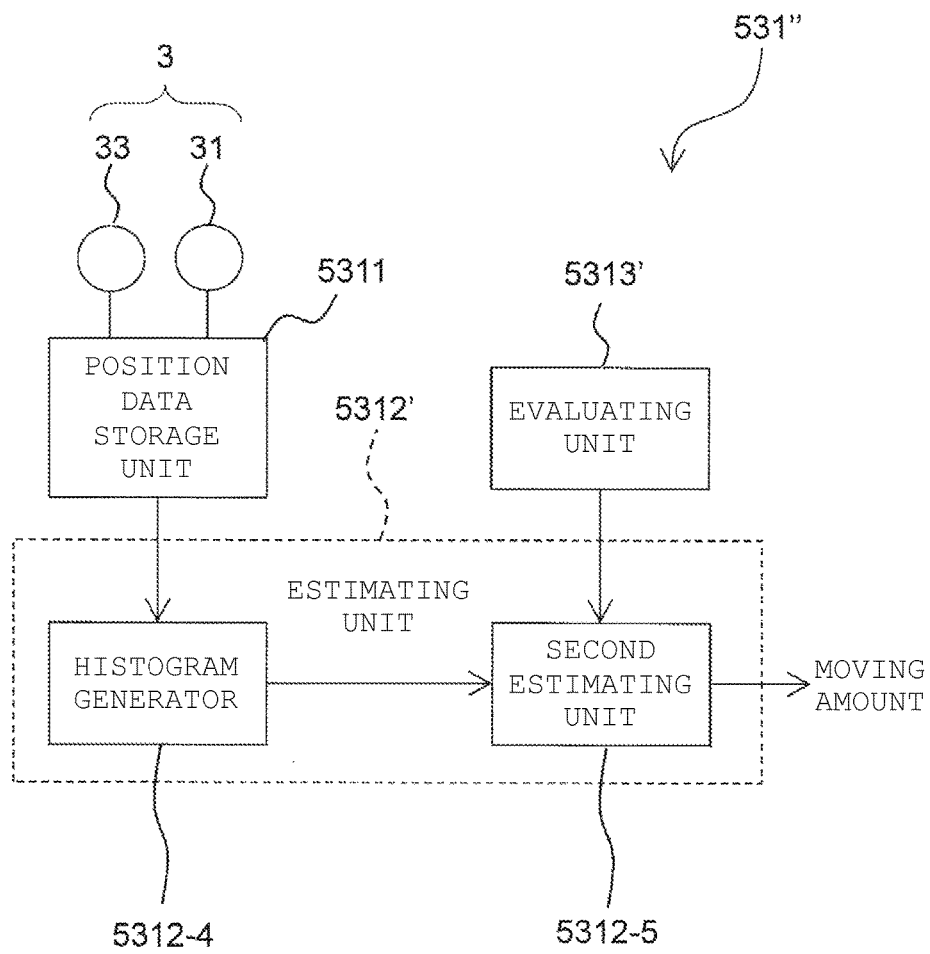 531”
3
33 31
5311
5313’
POSITION
DATA
STORAGE
UNIT
5312’
EVALUATING
UNIT
ESTIMATING
UNIT
HISTOGRAM
GENERATOR
SECOND
ESTIMATING
UNIT
MOVING
AMOUNT
5312-4
5312-5